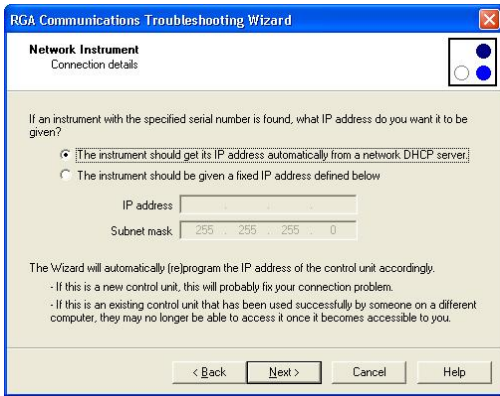 RGA Communications Troubleshooting Wizard
Network Instrument
Connection details
If an instrument with the specified serial number is found, what IP address do you want it to be
given?
The instrument should get its IP address automatically from a network DHCP server.
The instrument should be given a fixed IP address defined below
IP address . . .
Subnet mask 255 . 255 . 255 . 0
The Wizard will automatically (re)program the IP address of the control unit accordingly.
- If this is a new control unit, this will probably fix your connection problem.
- If this is an existing control unit that has been used successfully by someone on a different
computer, they may no longer be able to access it once it becomes accessible to you.
< Back Next > Cancel Help